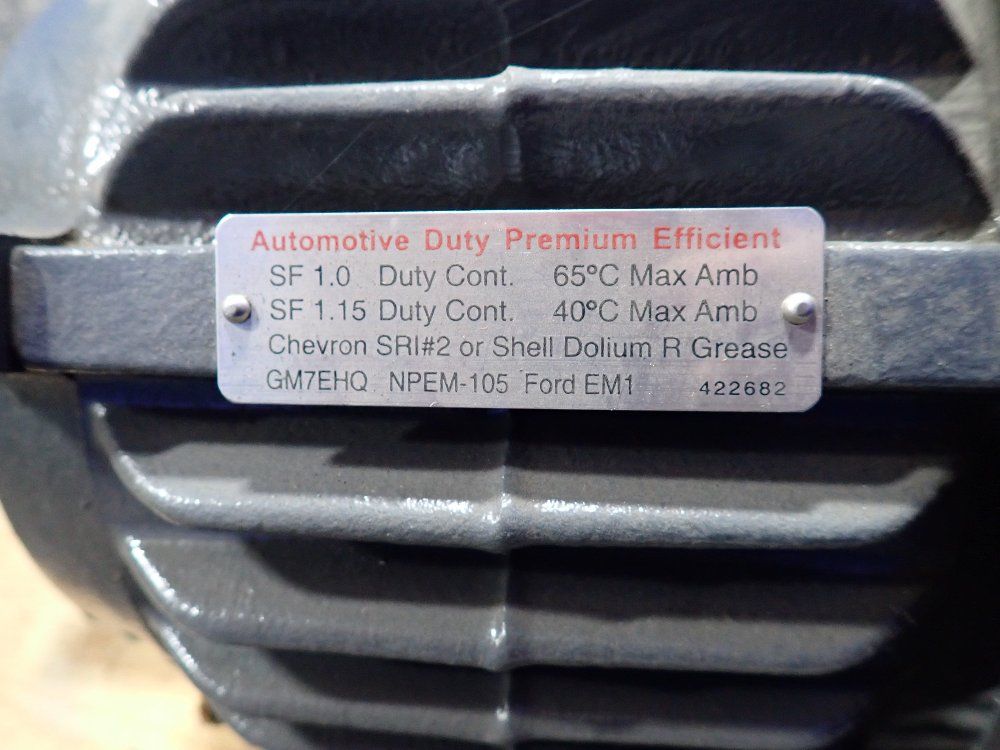 Automotive Duty Premium Efficient
SF 1.0 Duty Cont. 65°C Max Amb
SF 1.15 Duty Cont. 40°C Max Amb
Chevron SRI#2 or Shell Dolium R Grease
GM7EHQ NPEM-105 Ford EM1 422682